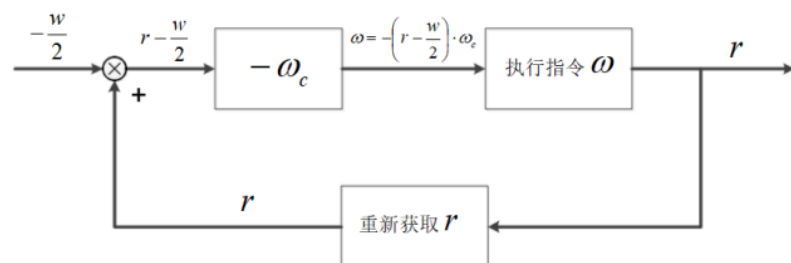 -w/2
r - w/2
-ω_c
ω = -(r - w/2)·ω_c
执行指令 ω
r
+
r
重新获取 r